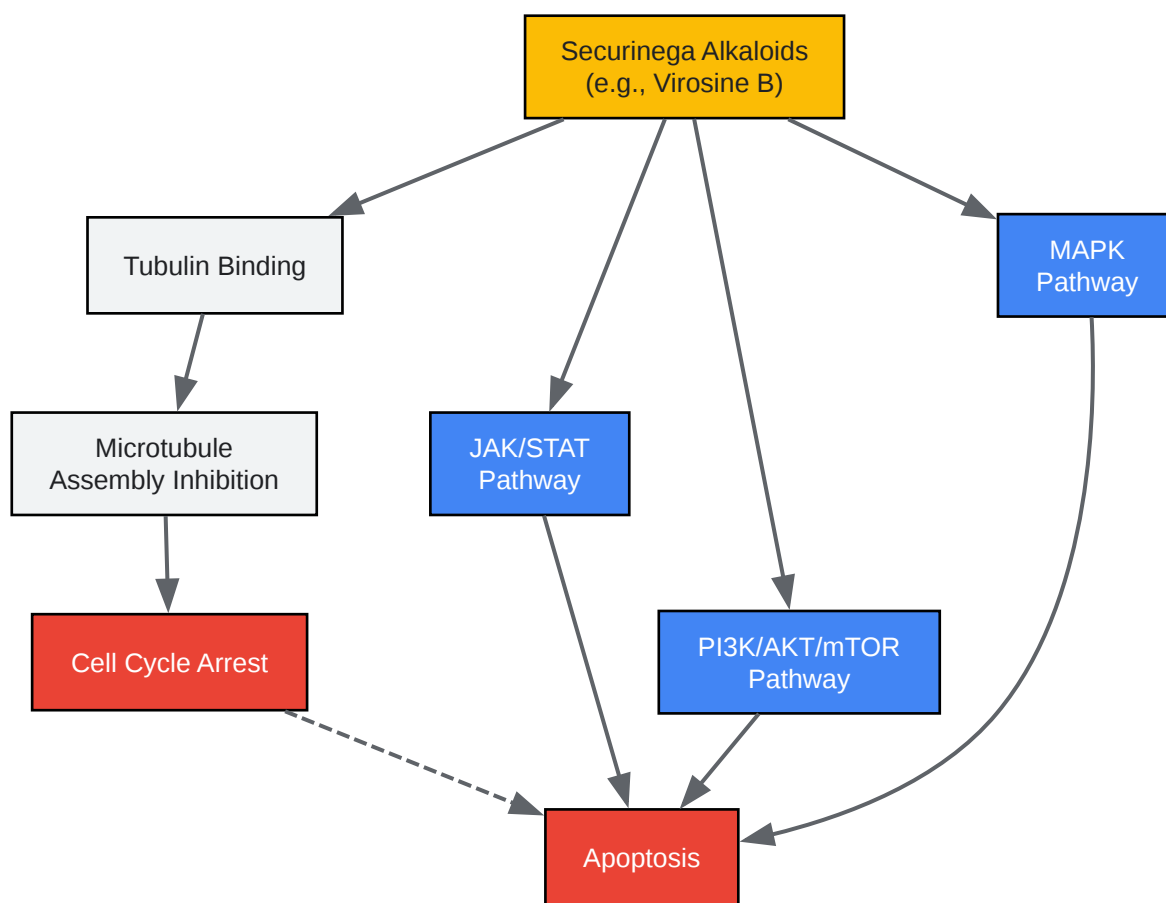 Securinega Alkaloids
(e.g., Virosine B)
Tubulin Binding
MAPK
Pathway
Microtubule
Assembly Inhibition
JAK/STAT
Pathway
Cell Cycle Arrest
PI3K/AKT/mTOR
Pathway
Apoptosis